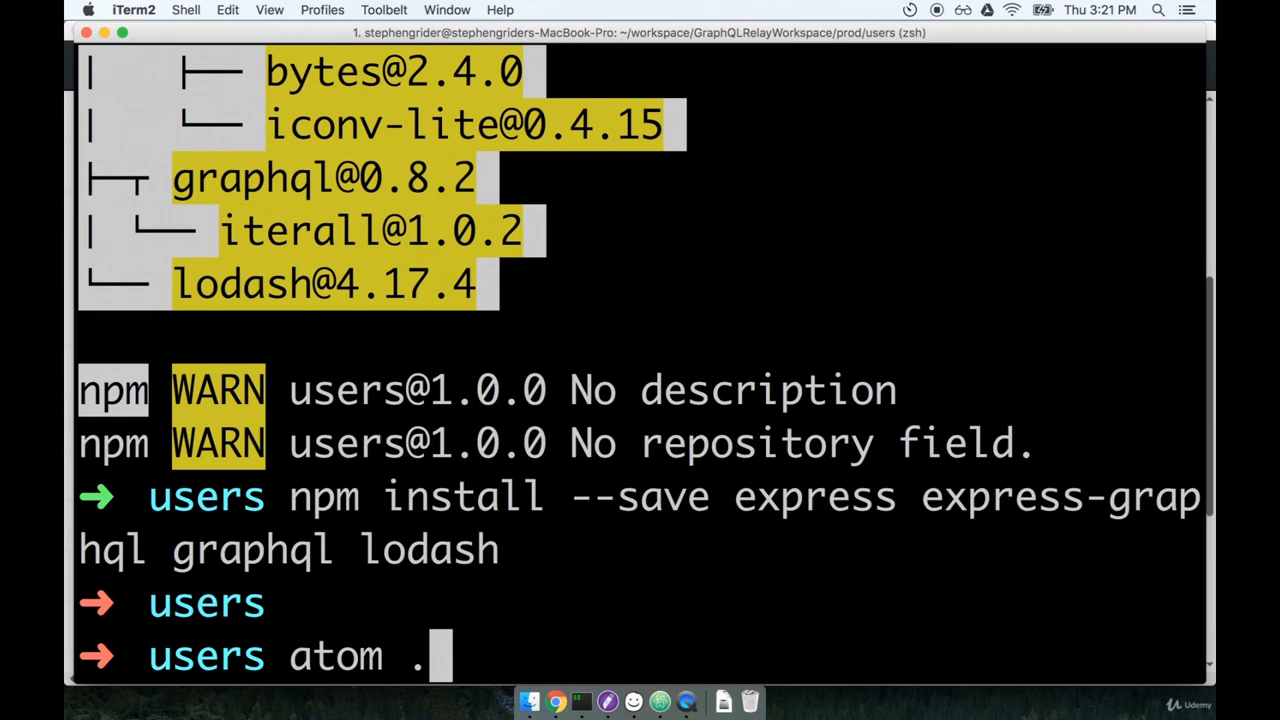 iTerm2 Shell Edit View Profiles Toolbelt Window Help Thu 3:21 PM
1. stephengrider@stephengriders-MacBook-Pro: ~/workspace/GraphQLRelayWorkspace/prod/users (zsh)
│ ├── bytes@2.4.0
│ └── iconv-lite@0.4.15
├─┬ graphql@0.8.2
│ └── iterall@1.0.2
└── lodash@4.17.4
npm WARN users@1.0.0 No description
npm WARN users@1.0.0 No repository field.
➜ users npm install --save express express-grap
hql graphql lodash
➜ users
➜ users atom .
Udemy